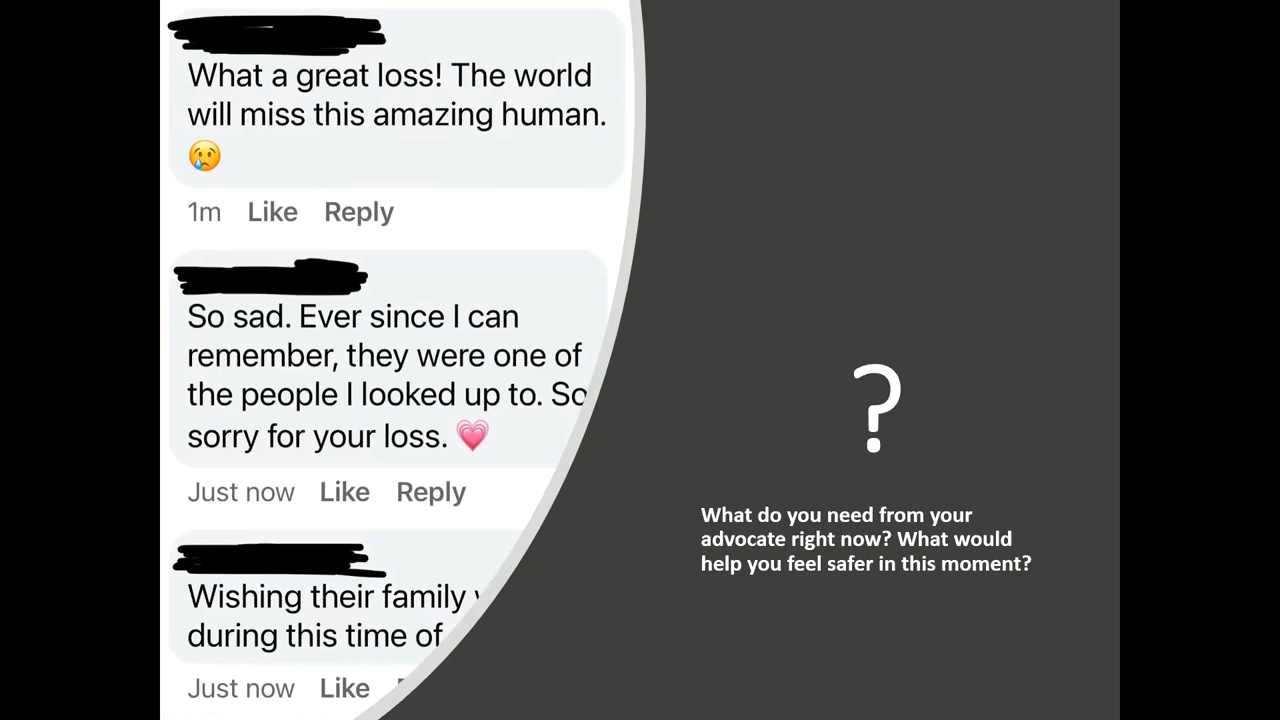 What a great loss! The world
will miss this amazing human.
😢
1m Like Reply
So sad. Ever since I can
remember, they were one of
the people I looked up to. So
sorry for your loss. 💗
Just now Like Reply
Wishing their family
during this time of
Just now Like
?
What do you need from your
advocate right now? What would
help you feel safer in this moment?